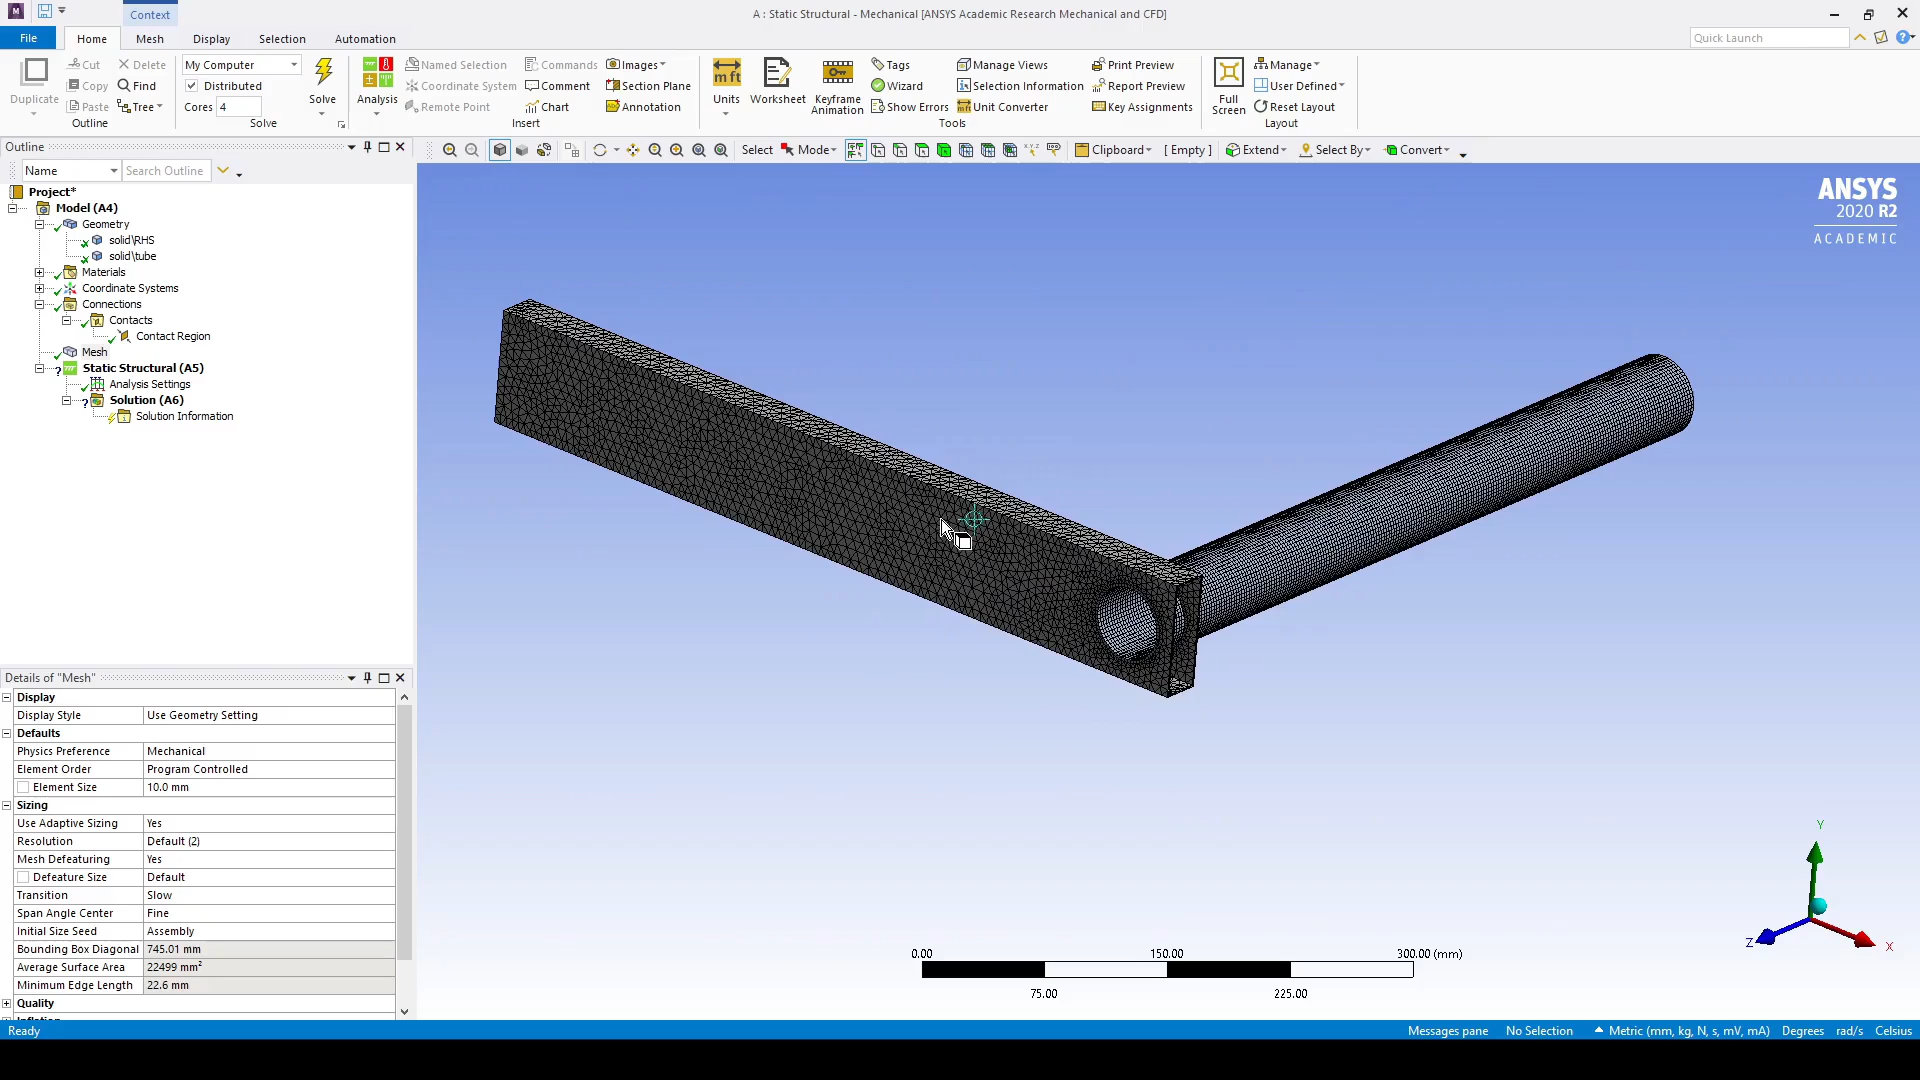 Context
A : Static Structural - Mechanical [ANSYS Academic Research Mechanical and CFD]
File Home Mesh Display Selection Automation
Quick Launch
Duplicate Cut Copy Paste Delete Find Tree
Outline
My Computer
Distributed
Cores 4
Solve
Solve
Analysis Named Selection Coordinate System Remote Point
Commands Comment Chart
Images Section Plane Annotation
Insert
Units Worksheet Keyframe Animation
Tags Wizard Show Errors
Manage Views Selection Information Unit Converter
Print Preview Report Preview Key Assignments
Tools
Full Screen
Manage User Defined Reset Layout
Layout
Outline
Select Mode Clipboard [ Empty ] Extend Select By Convert
Name Search Outline
Project*
Model (A4)
Geometry
solid\RHS
solid\tube
Materials
Coordinate Systems
Connections
Contacts
Contact Region
Mesh
Static Structural (A5)
Analysis Settings
Solution (A6)
Solution Information
ANSYS
2020 R2
ACADEMIC
Details of "Mesh"
Display
Display Style Use Geometry Setting
Defaults
Physics Preference Mechanical
Element Order Program Controlled
Element Size 10.0 mm
Sizing
Use Adaptive Sizing Yes
Resolution Default (2)
Mesh Defeaturing Yes
Defeature Size Default
Transition Slow
Span Angle Center Fine
Initial Size Seed Assembly
Bounding Box Diagonal 745.01 mm
Average Surface Area 22499 mm²
Minimum Edge Length 22.6 mm
Quality
0.00 150.00 300.00 (mm)
75.00 225.00
Y
Z
X
Ready
Messages pane No Selection Metric (mm, kg, N, s, mV, mA) Degrees rad/s Celsius